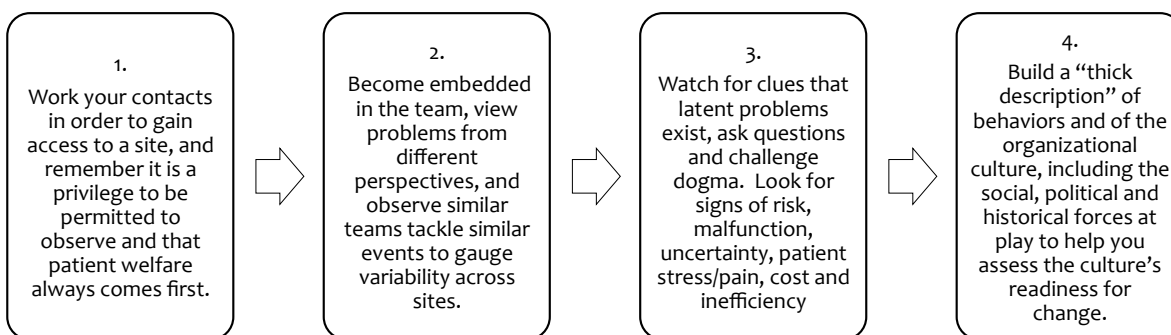 1.
Work your contacts
in order to gain
access to a site, and
remember it is a
privilege to be
permitted to
observe and that
patient welfare
always comes first.
2.
Become embedded
in the team, view
problems from
different
perspectives, and
observe similar
teams tackle similar
events to gauge
variability across
sites.
3.
Watch for clues that
latent problems
exist, ask questions
and challenge
dogma.  Look for
signs of risk,
malfunction,
uncertainty, patient
stress/pain, cost and
inefficiency
4.
Build a “thick
description” of
behaviors and of the
organizational
culture, including the
social, political and
historical forces at
play to help you
assess the culture’s
readiness for
change.